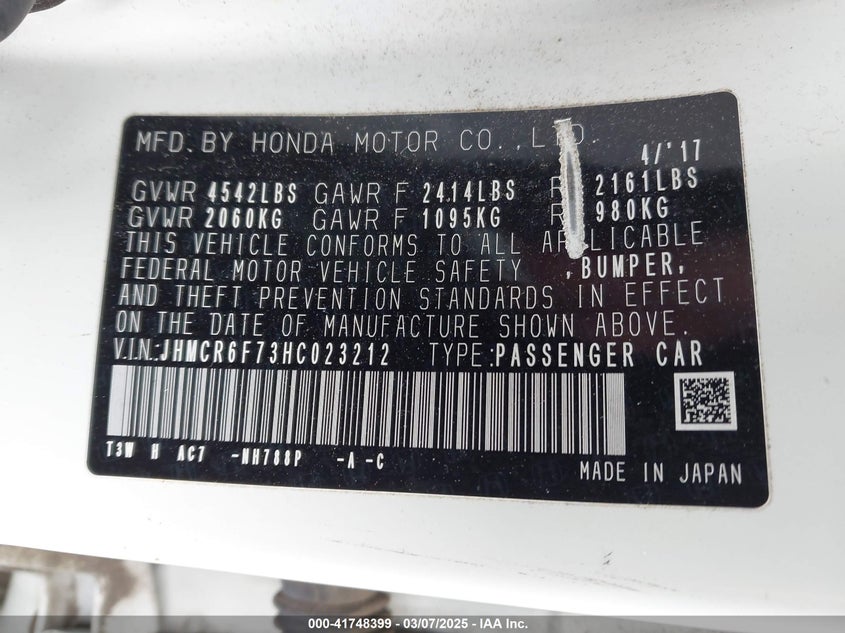 MFD. BY HONDA MOTOR CO., LTD. 4/'17
GVWR 4542LBS GAWR F 2414LBS R 2161LBS
GVWR 2060KG GAWR F 1095KG R 980KG
THIS VEHICLE CONFORMS TO ALL APPLICABLE
FEDERAL MOTOR VEHICLE SAFETY ,BUMPER,
AND THEFT PREVENTION STANDARDS IN EFFECT
ON THE DATE OF MANUFACTURE SHOWN ABOVE.
V.I.N:JHMCR6F73HC023212 TYPE:PASSENGER CAR
T3W H AC7 -NH788P -A -C
MADE IN JAPAN
000-41748399 - 03/07/2025 - IAA Inc.